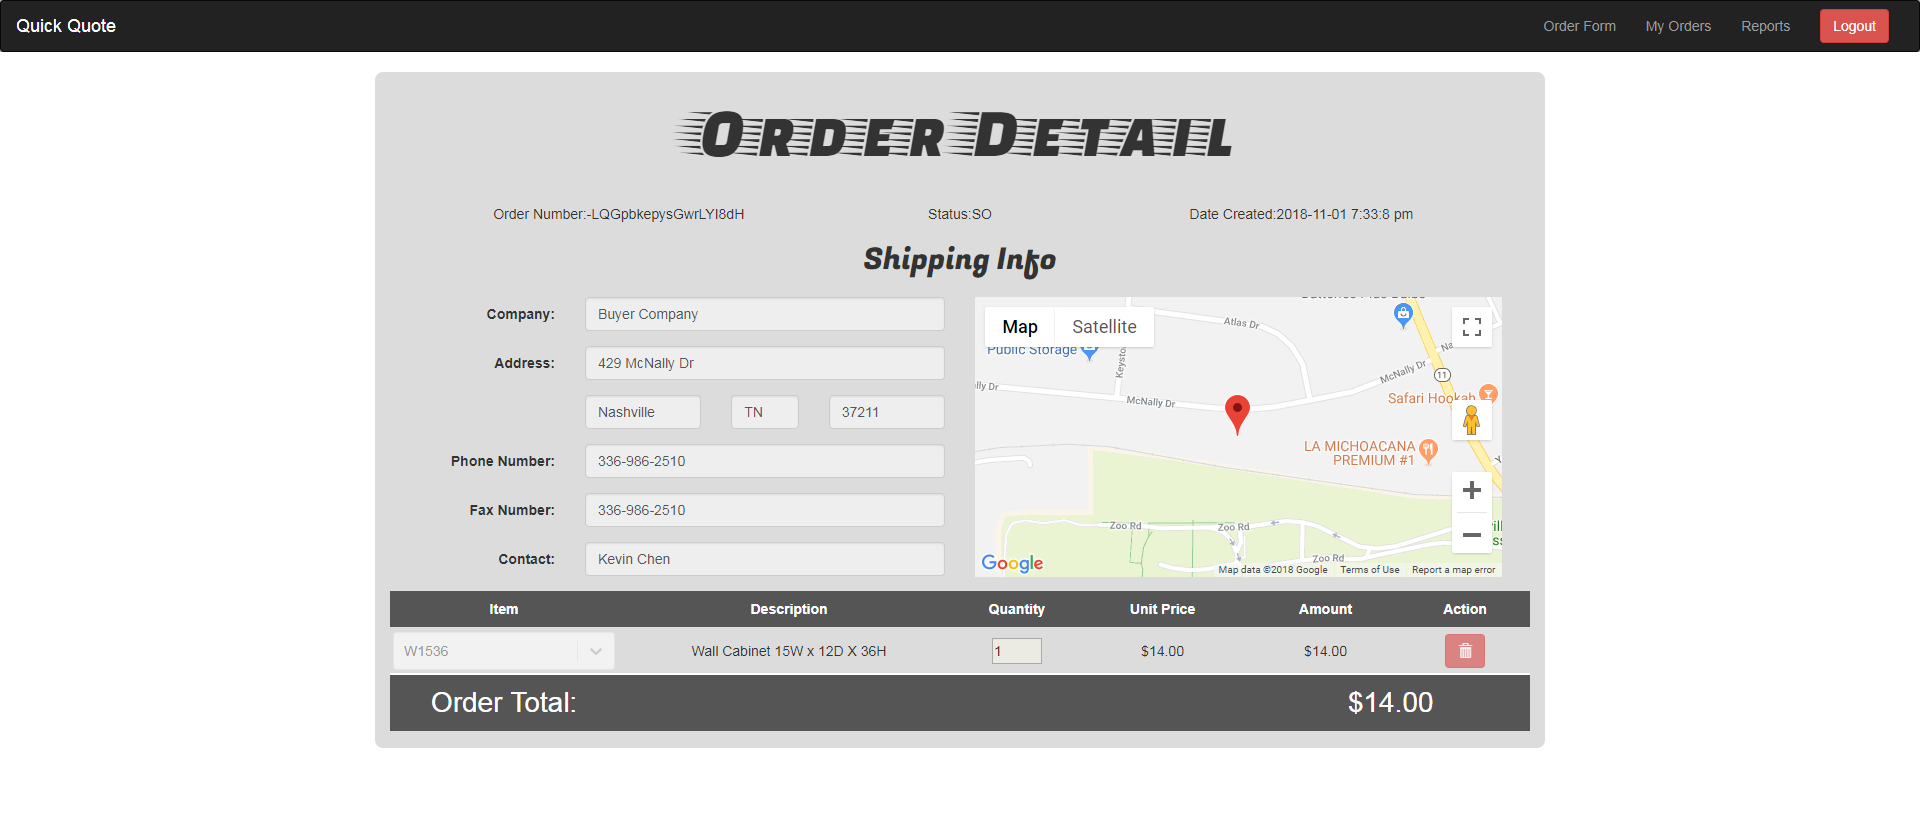 Quick Quote
Order Form
My Orders
Reports
Logout
Order Detail
Order Number:-LQGpbkepysGwrLYI8dH
Status:SO
Date Created:2018-11-01 7:33:8 pm
Shipping Info
Company:
Buyer Company
Address:
429 McNally Dr
Nashville
TN
37211
Phone Number:
336-986-2510
Fax Number:
336-986-2510
Contact:
Kevin Chen
Map
Satellite
Atlas Dr
Public Storage
McNally Dr
11
McNally Dr
Safari Hookah
LA MICHOACANA
PREMIUM #1
Zoo Rd
Zoo Rd
Zoo Rd
Google
Map data ©2018 Google
Terms of Use
Report a map error
Item Description Quantity Unit Price Amount Action
W1536 Wall Cabinet 15W x 12D X 36H 1 $14.00 $14.00
Order Total: $14.00